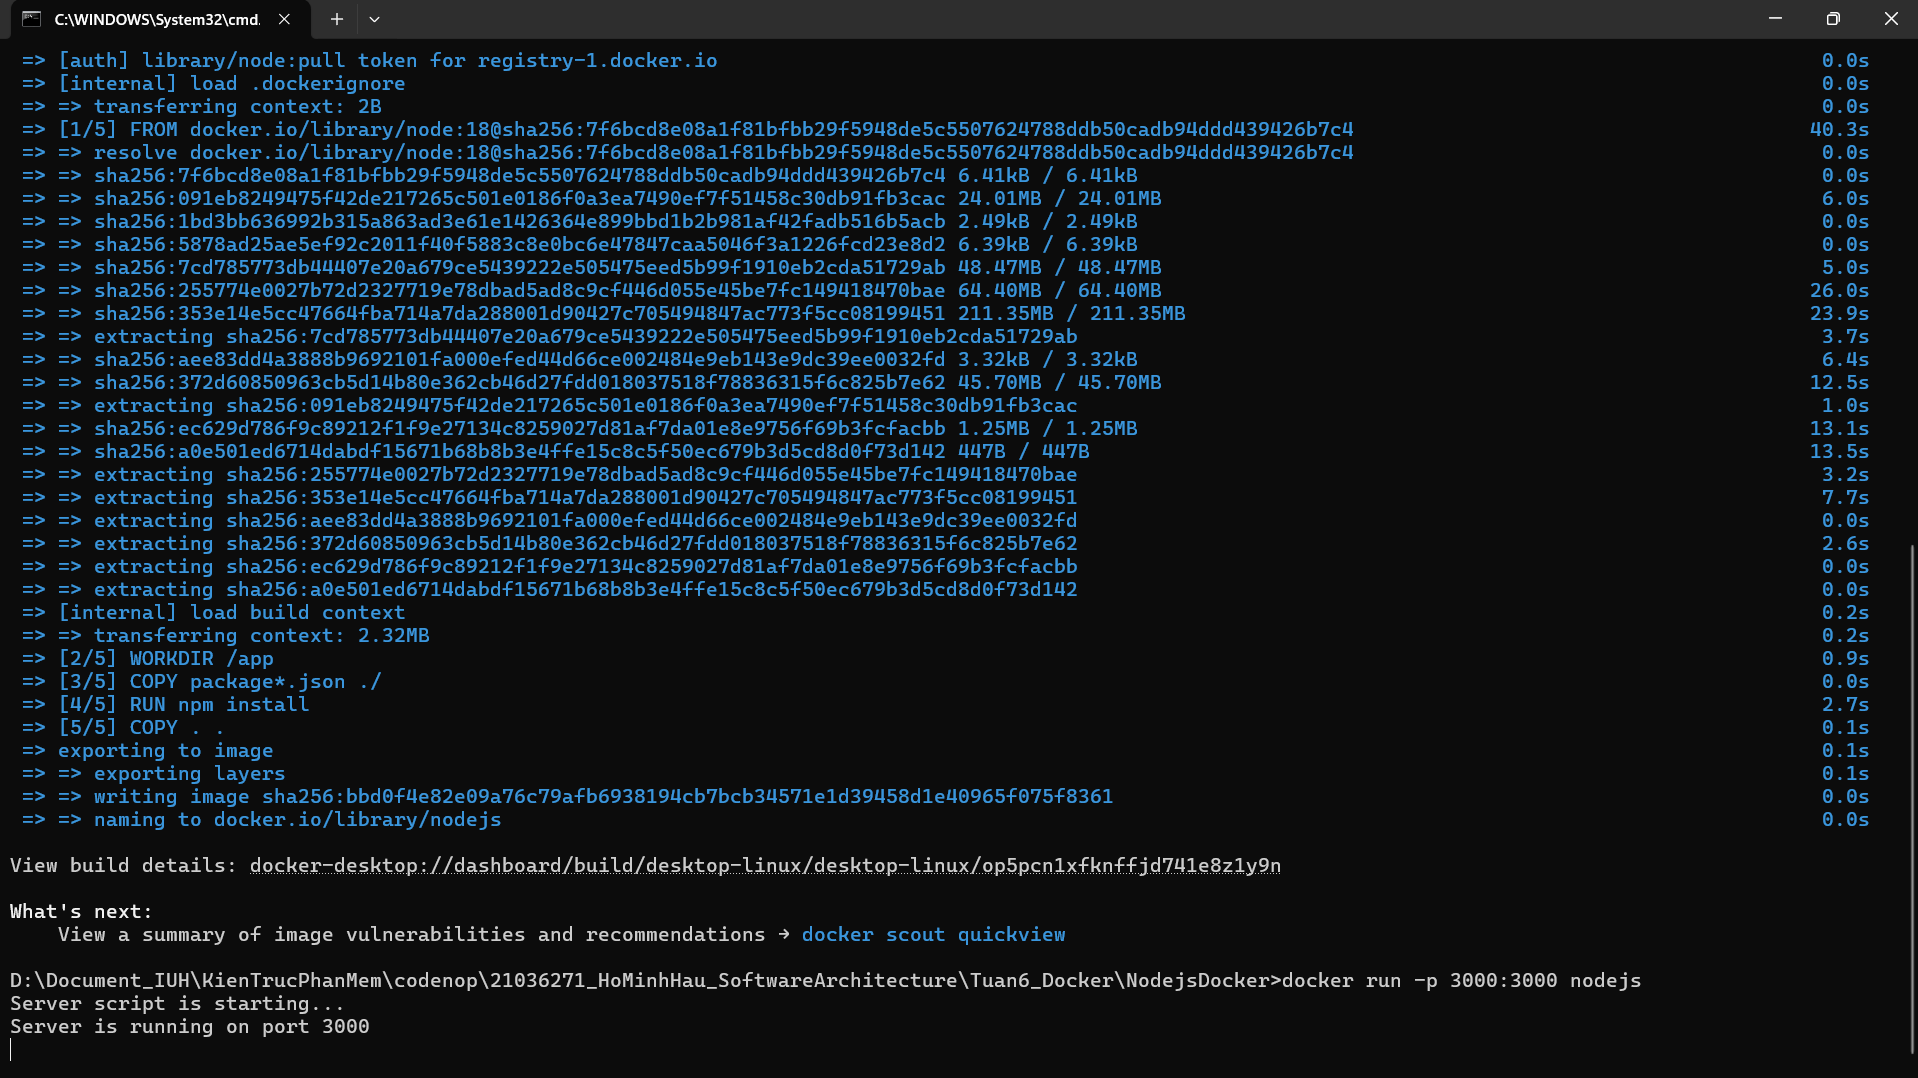 C:\WINDOWS\System32\cmd.
=> [auth] library/node:pull token for registry-1.docker.io 0.0s
=> [internal] load .dockerignore 0.0s
=> => transferring context: 2B 0.0s
=> [1/5] FROM docker.io/library/node:18@sha256:7f6bcd8e08a1f81bfbb29f5948de5c5507624788ddb50cadb94ddd439426b7c4 40.3s
=> => resolve docker.io/library/node:18@sha256:7f6bcd8e08a1f81bfbb29f5948de5c5507624788ddb50cadb94ddd439426b7c4 0.0s
=> => sha256:7f6bcd8e08a1f81bfbb29f5948de5c5507624788ddb50cadb94ddd439426b7c4 6.41kB / 6.41kB 0.0s
=> => sha256:091eb8249475f42de217265c501e0186f0a3ea7490ef7f51458c30db91fb3cac 24.01MB / 24.01MB 6.0s
=> => sha256:1bd3bb636992b315a863ad3e61e1426364e899bbd1b2b981af42fadb516b5acb 2.49kB / 2.49kB 0.0s
=> => sha256:5878ad25ae5ef92c2011f40f5883c8e0bc6e47847caa5046f3a1226fcd23e8d2 6.39kB / 6.39kB 0.0s
=> => sha256:7cd785773db44407e20a679ce5439222e505475eed5b99f1910eb2cda51729ab 48.47MB / 48.47MB 5.0s
=> => sha256:255774e0027b72d2327719e78dbad5ad8c9cf446d055e45be7fc149418470bae 64.40MB / 64.40MB 26.0s
=> => sha256:353e14e5cc47664fba714a7da288001d90427c705494847ac773f5cc08199451 211.35MB / 211.35MB 23.9s
=> => extracting sha256:7cd785773db44407e20a679ce5439222e505475eed5b99f1910eb2cda51729ab 3.7s
=> => sha256:aee83dd4a3888b9692101fa000efed44d66ce002484e9eb143e9dc39ee0032fd 3.32kB / 3.32kB 6.4s
=> => sha256:372d60850963cb5d14b80e362cb46d27fdd018037518f78836315f6c825b7e62 45.70MB / 45.70MB 12.5s
=> => extracting sha256:091eb8249475f42de217265c501e0186f0a3ea7490ef7f51458c30db91fb3cac 1.0s
=> => sha256:ec629d786f9c89212f1f9e27134c8259027d81af7da01e8e9756f69b3fcfacbb 1.25MB / 1.25MB 13.1s
=> => sha256:a0e501ed6714dabdf15671b68b8b3e4ffe15c8c5f50ec679b3d5cd8d0f73d142 447B / 447B 13.5s
=> => extracting sha256:255774e0027b72d2327719e78dbad5ad8c9cf446d055e45be7fc149418470bae 3.2s
=> => extracting sha256:353e14e5cc47664fba714a7da288001d90427c705494847ac773f5cc08199451 7.7s
=> => extracting sha256:aee83dd4a3888b9692101fa000efed44d66ce002484e9eb143e9dc39ee0032fd 0.0s
=> => extracting sha256:372d60850963cb5d14b80e362cb46d27fdd018037518f78836315f6c825b7e62 2.6s
=> => extracting sha256:ec629d786f9c89212f1f9e27134c8259027d81af7da01e8e9756f69b3fcfacbb 0.0s
=> => extracting sha256:a0e501ed6714dabdf15671b68b8b3e4ffe15c8c5f50ec679b3d5cd8d0f73d142 0.0s
=> [internal] load build context 0.2s
=> => transferring context: 2.32MB 0.2s
=> [2/5] WORKDIR /app 0.9s
=> [3/5] COPY package*.json ./ 0.0s
=> [4/5] RUN npm install 2.7s
=> [5/5] COPY . . 0.1s
=> exporting to image 0.1s
=> => exporting layers 0.1s
=> => writing image sha256:bbd0f4e82e09a76c79afb6938194cb7bcb34571e1d39458d1e40965f075f8361 0.0s
=> => naming to docker.io/library/nodejs 0.0s
View build details: docker-desktop://dashboard/build/desktop-linux/desktop-linux/op5pcn1xfknffjd741e8z1y9n
What's next:
View a summary of image vulnerabilities and recommendations → docker scout quickview
D:\Document_IUH\KienTrucPhanMem\codenop\21036271_HoMinhHau_SoftwareArchitecture\Tuan6_Docker\NodejsDocker>docker run -p 3000:3000 nodejs
Server script is starting...
Server is running on port 3000